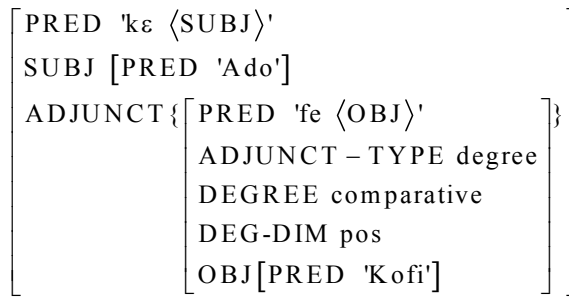 PRED 'kɛ ⟨SUBJ⟩'
SUBJ [PRED 'Ado']
ADJUNCT{[PRED 'fe ⟨OBJ⟩'
ADJUNCT – TYPE degree
DEGREE comparative
DEG-DIM pos
OBJ[PRED 'Kofi']]}